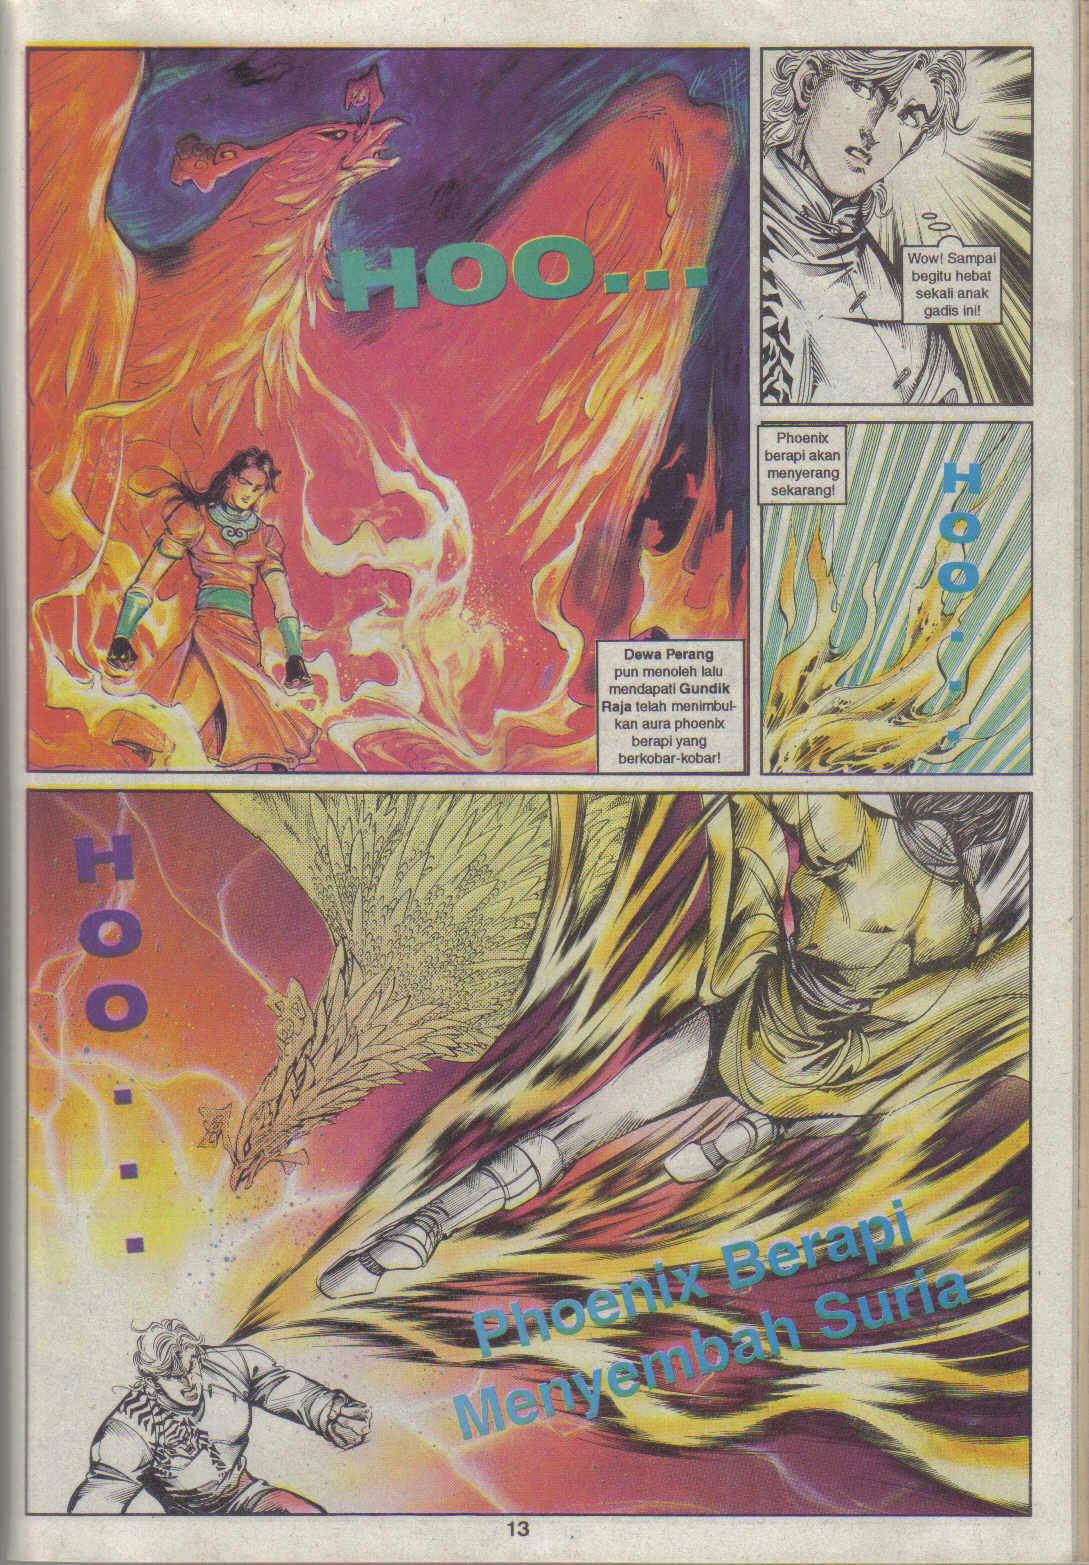 HOO...
Dewa Perang
pun menoleh lalu
mendapati Gundik
Raja telah menimbul-
kan aura phoenix
berapi yang
berkobar-kobar!
Wow! Sampai
begitu hebat
sekali anak
gadis ini!
Phoenix
berapi akan
menyerang
sekarang!
HOO...
HOO...
Phoenix Berapi
Menyembah Suria
13